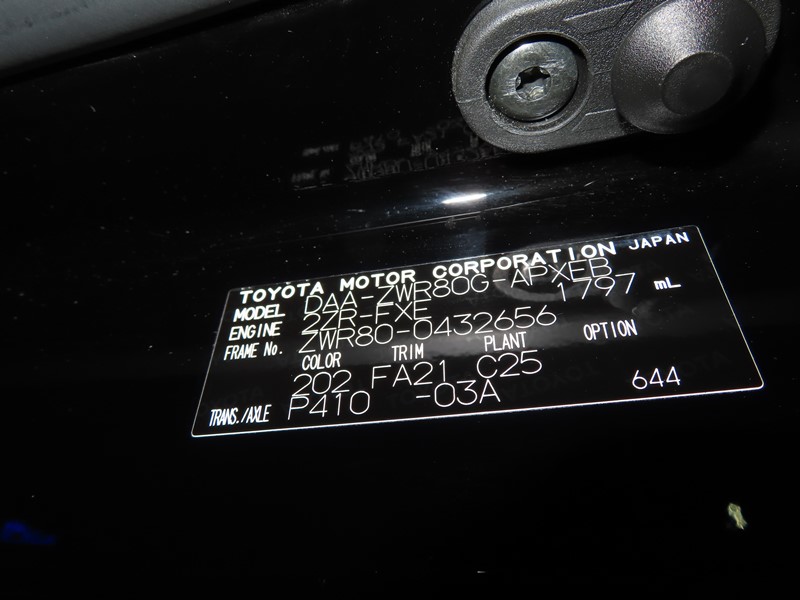 TOYOTA MOTOR CORPORATION JAPAN
MODEL DAA-ZWR80G-APXEB
ENGINE 2ZR-FXE 1797 mL
FRAME No. ZWR80-0432656
COLOR TRIM PLANT OPTION
202 FA21 C25
TRANS./AXLE P410 -03A 644